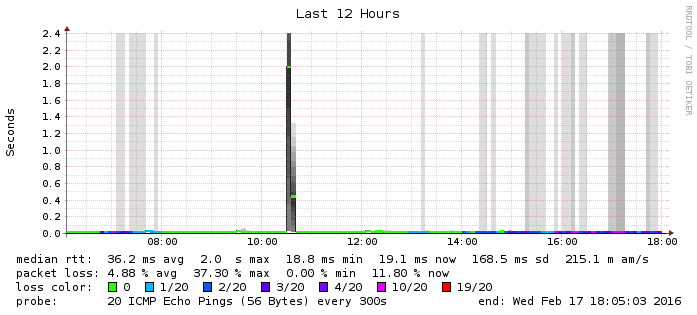 Last 12 Hours
RRDTOOL / TOBI OETIKER
Seconds
2.4
2.2
2.0
1.8
1.6
1.4
1.2
1.0
0.8
0.6
0.4
0.2
0.0
08:00 10:00 12:00 14:00 16:00 18:00
median rtt: 36.2 ms avg 2.0 s max 18.8 ms min 19.1 ms now 168.5 ms sd 215.1 m am/s
packet loss: 4.88 % avg 37.30 % max 0.00 % min 11.80 % now
loss color: 0 1/20 2/20 3/20 4/20 10/20 19/20
probe: 20 ICMP Echo Pings (56 Bytes) every 300s end: Wed Feb 17 18:05:03 2016